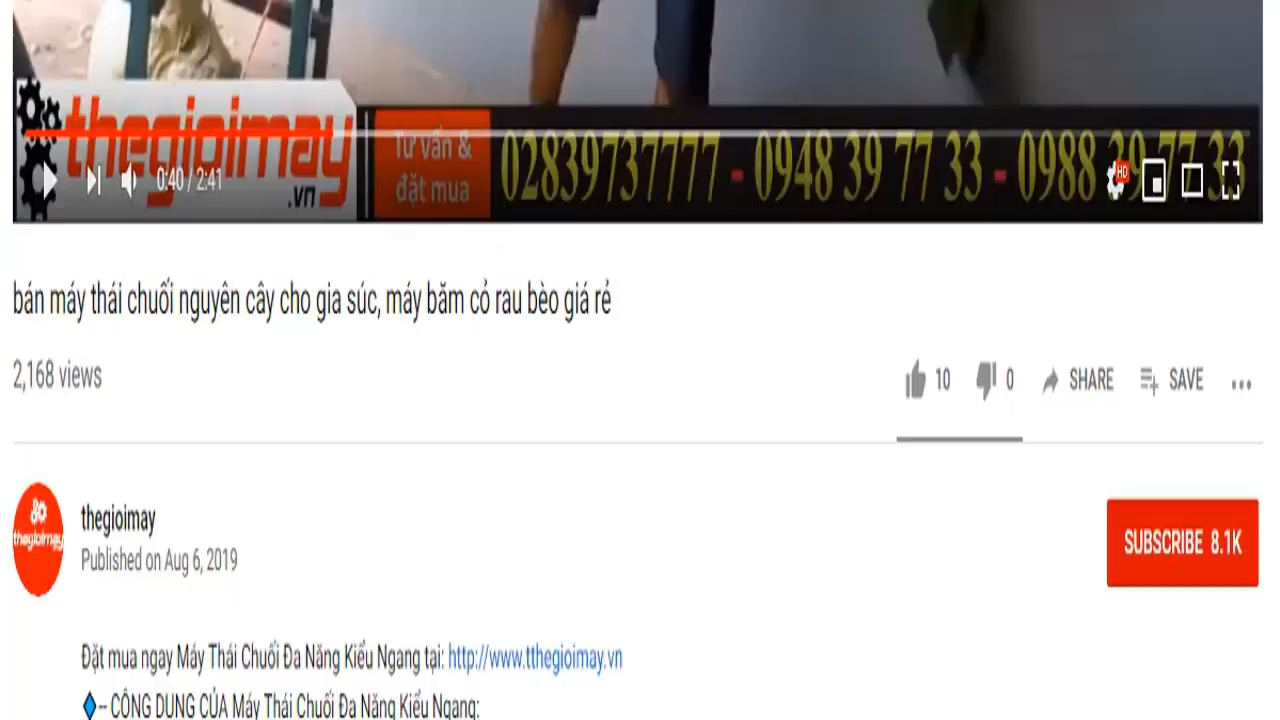 thegioimay
.vn
Tư vấn &
đặt mua
02839737777 - 0948 39 77 33 - 0988 39 77 33
0:40 / 2:41
HD
bán máy thái chuối nguyên cây cho gia súc, máy băm cỏ rau bèo giá rẻ
2,168 views
10 0 SHARE SAVE
thegioimay
thegioimay
Published on Aug 6, 2019
SUBSCRIBE 8.1K
Đặt mua ngay Máy Thái Chuối Đa Năng Kiểu Ngang tại: http://www.tthegioimay.vn
-- CÔNG DỤNG CỦA Máy Thái Chuối Đa Năng Kiểu Ngang: